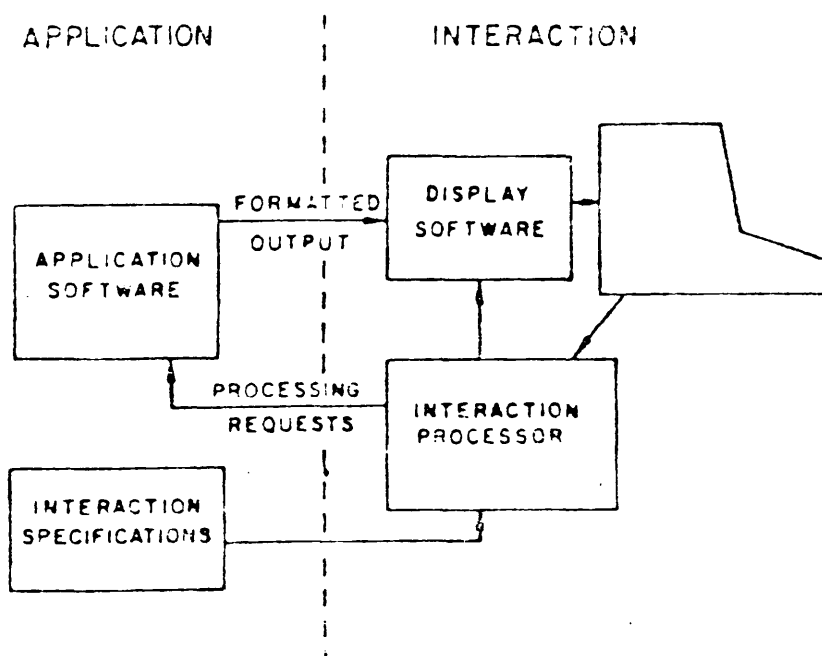 APPLICATION
INTERACTION
FORMATTED
OUTPUT
DISPLAY
SOFTWARE
APPLICATION
SOFTWARE
PROCESSING
REQUESTS
INTERACTION
PROCESSOR
INTERACTION
SPECIFICATIONS